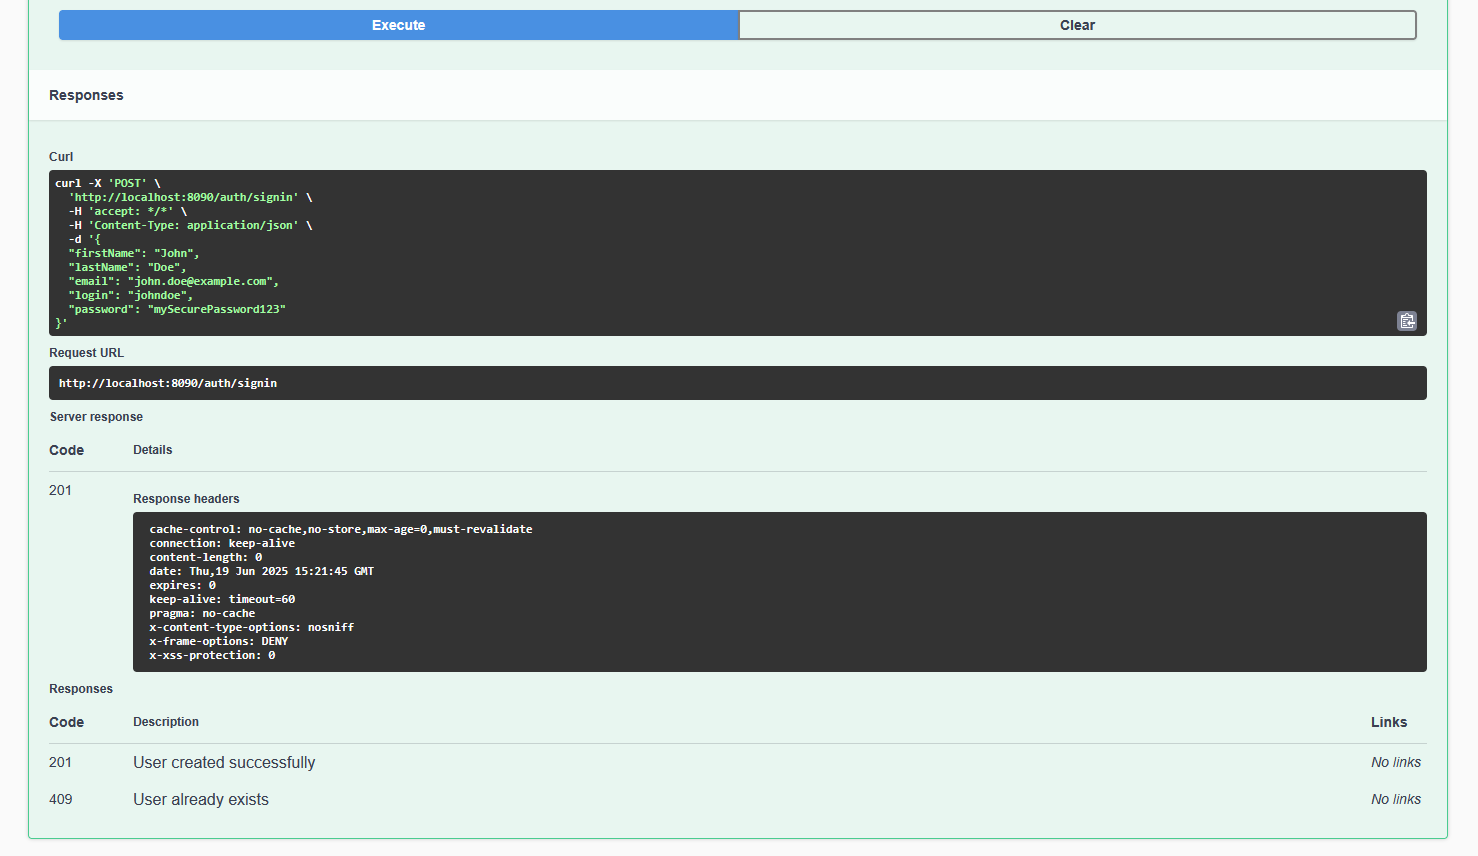 Execute
Clear
Responses
Curl
curl -X 'POST' \
'http://localhost:8090/auth/signin' \
-H 'accept: */*' \
-H 'Content-Type: application/json' \
-d '{
"firstName": "John",
"lastName": "Doe",
"email": "john.doe@example.com",
"login": "johndoe",
"password": "mySecurePassword123"
}'
Request URL
http://localhost:8090/auth/signin
Server response
Code Details
201
Response headers
cache-control: no-cache,no-store,max-age=0,must-revalidate
connection: keep-alive
content-length: 0
date: Thu,19 Jun 2025 15:21:45 GMT
expires: 0
keep-alive: timeout=60
pragma: no-cache
x-content-type-options: nosniff
x-frame-options: DENY
x-xss-protection: 0
Responses
Code Description Links
201 User created successfully No links
409 User already exists No links